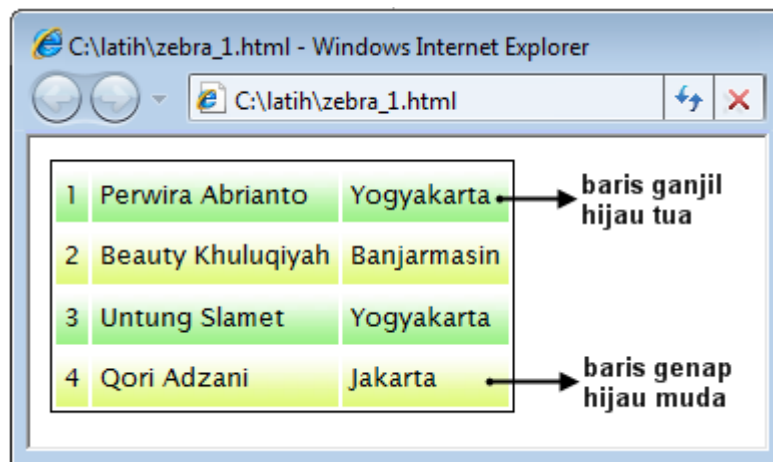 C:\latih\zebra_1.html - Windows Internet Explorer
C:\latih\zebra_1.html
1 Perwira Abrianto Yogyakarta
baris ganjil
hijau tua
2 Beauty Khuluqiyah Banjarmasin
3 Untung Slamet Yogyakarta
4 Qori Adzani Jakarta
baris genap
hijau muda